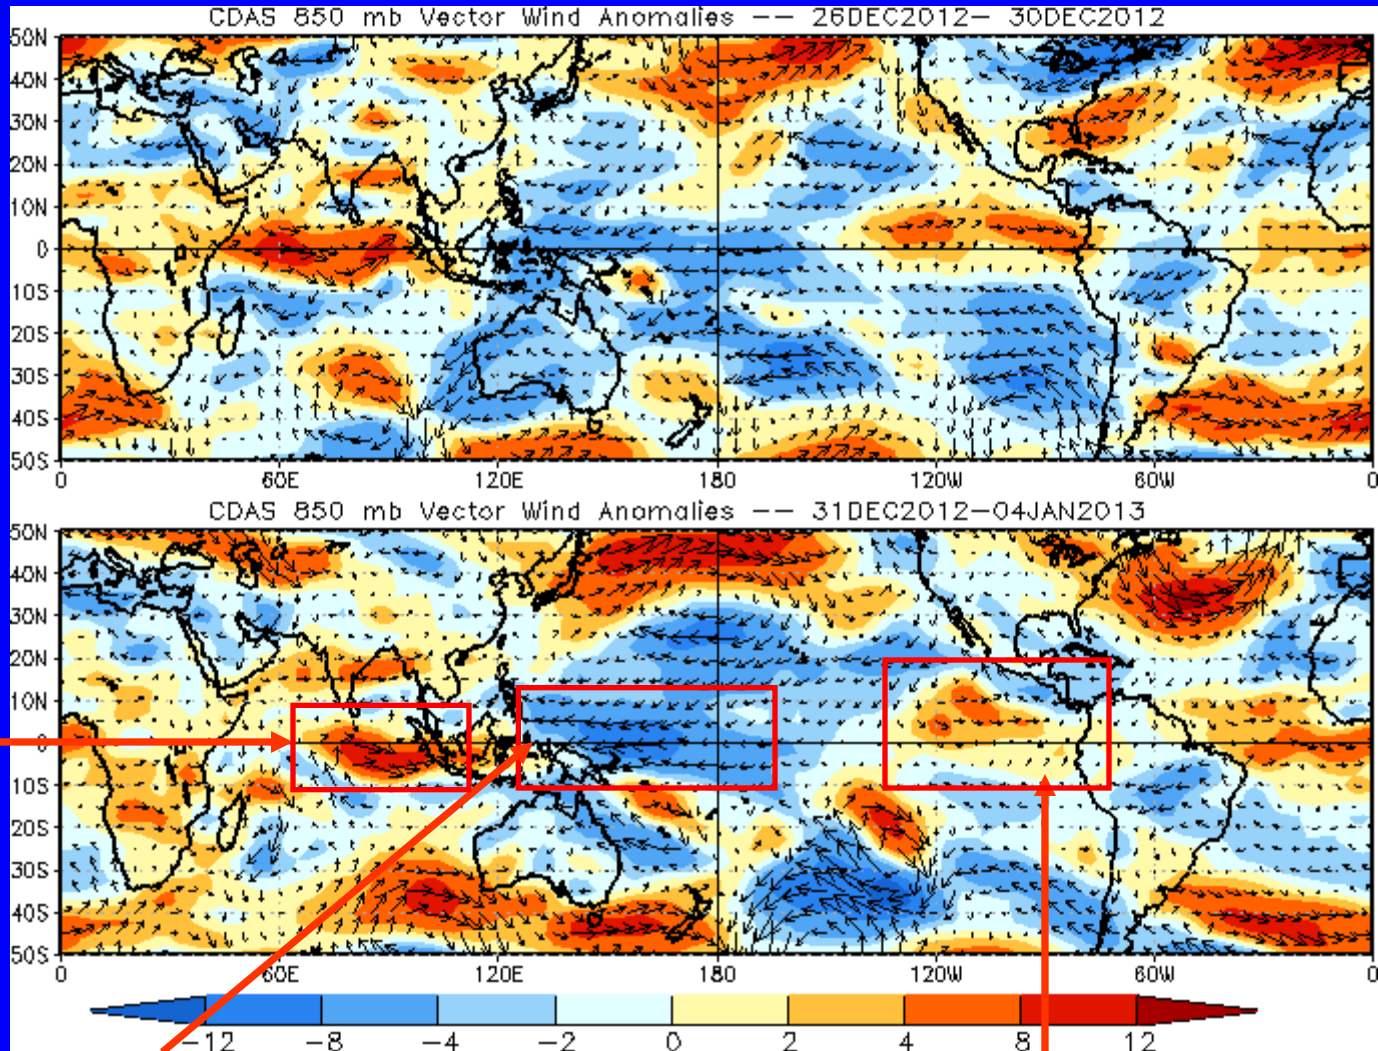 CDAS 850 mb Vector Wind Anomalies -- 26DEC2012- 30DEC2012
50N
40N
30N
20N
10N
0
10S
20S
30S
40S
50S
0 60E 120E 180 120W 60W 0
CDAS 850 mb Vector Wind Anomalies -- 31DEC2012-04JAN2013
50N
40N
30N
20N
10N
0
10S
20S
30S
40S
50S
0 60E 120E 180 120W 60W 0
-12 -8 -4 -2 0 2 4 8 12